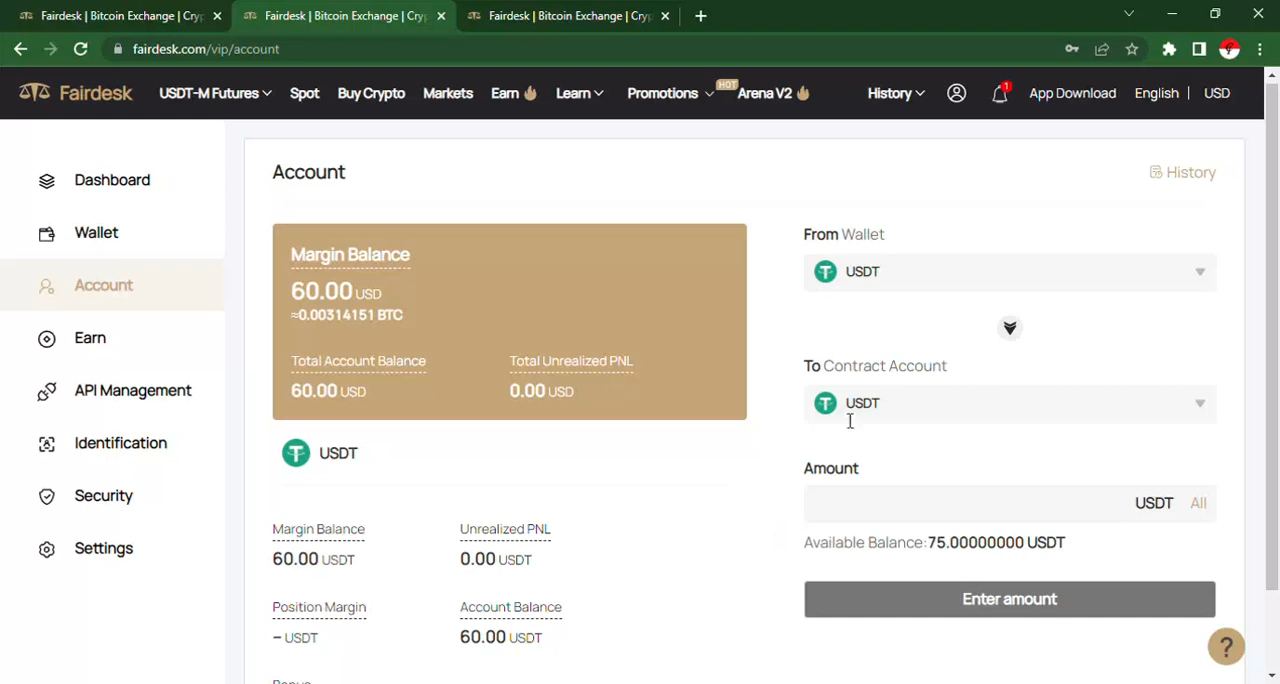 Fairdesk | Bitcoin Exchange | Cry
Fairdesk | Bitcoin Exchange | Cry
Fairdesk | Bitcoin Exchange | Cry
fairdesk.com/vip/account
Fairdesk
USDT-M Futures
Spot
Buy Crypto
Markets
Earn
Learn
Promotions
HOT
Arena V2
History
1
App Download
English
USD
Dashboard
Wallet
Account
Earn
API Management
Identification
Security
Settings
Account
History
Margin Balance
60.00 USD
≈0.00314151 BTC
Total Account Balance
Total Unrealized PNL
60.00 USD
0.00 USD
USDT
Margin Balance
Unrealized PNL
60.00 USDT
0.00 USDT
Position Margin
Account Balance
– USDT
60.00 USDT
From Wallet
USDT
To Contract Account
USDT
Amount
USDT All
Available Balance:75.00000000 USDT
Enter amount
?